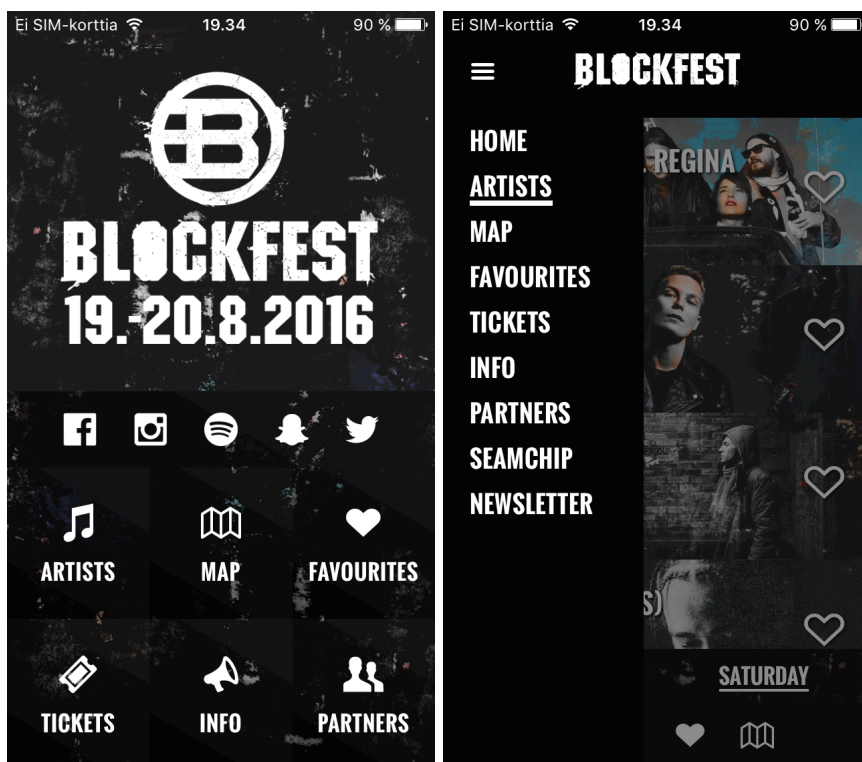 Ei SIM-korttia 19.34 90 %
BLOCKFEST
19.-20.8.2016
ARTISTS MAP FAVOURITES
TICKETS INFO PARTNERS
Ei SIM-korttia 19.34 90 %
BLOCKFEST
HOME
ARTISTS
MAP
FAVOURITES
TICKETS
INFO
PARTNERS
SEAMCHIP
NEWSLETTER
REGINA
S)
SATURDAY